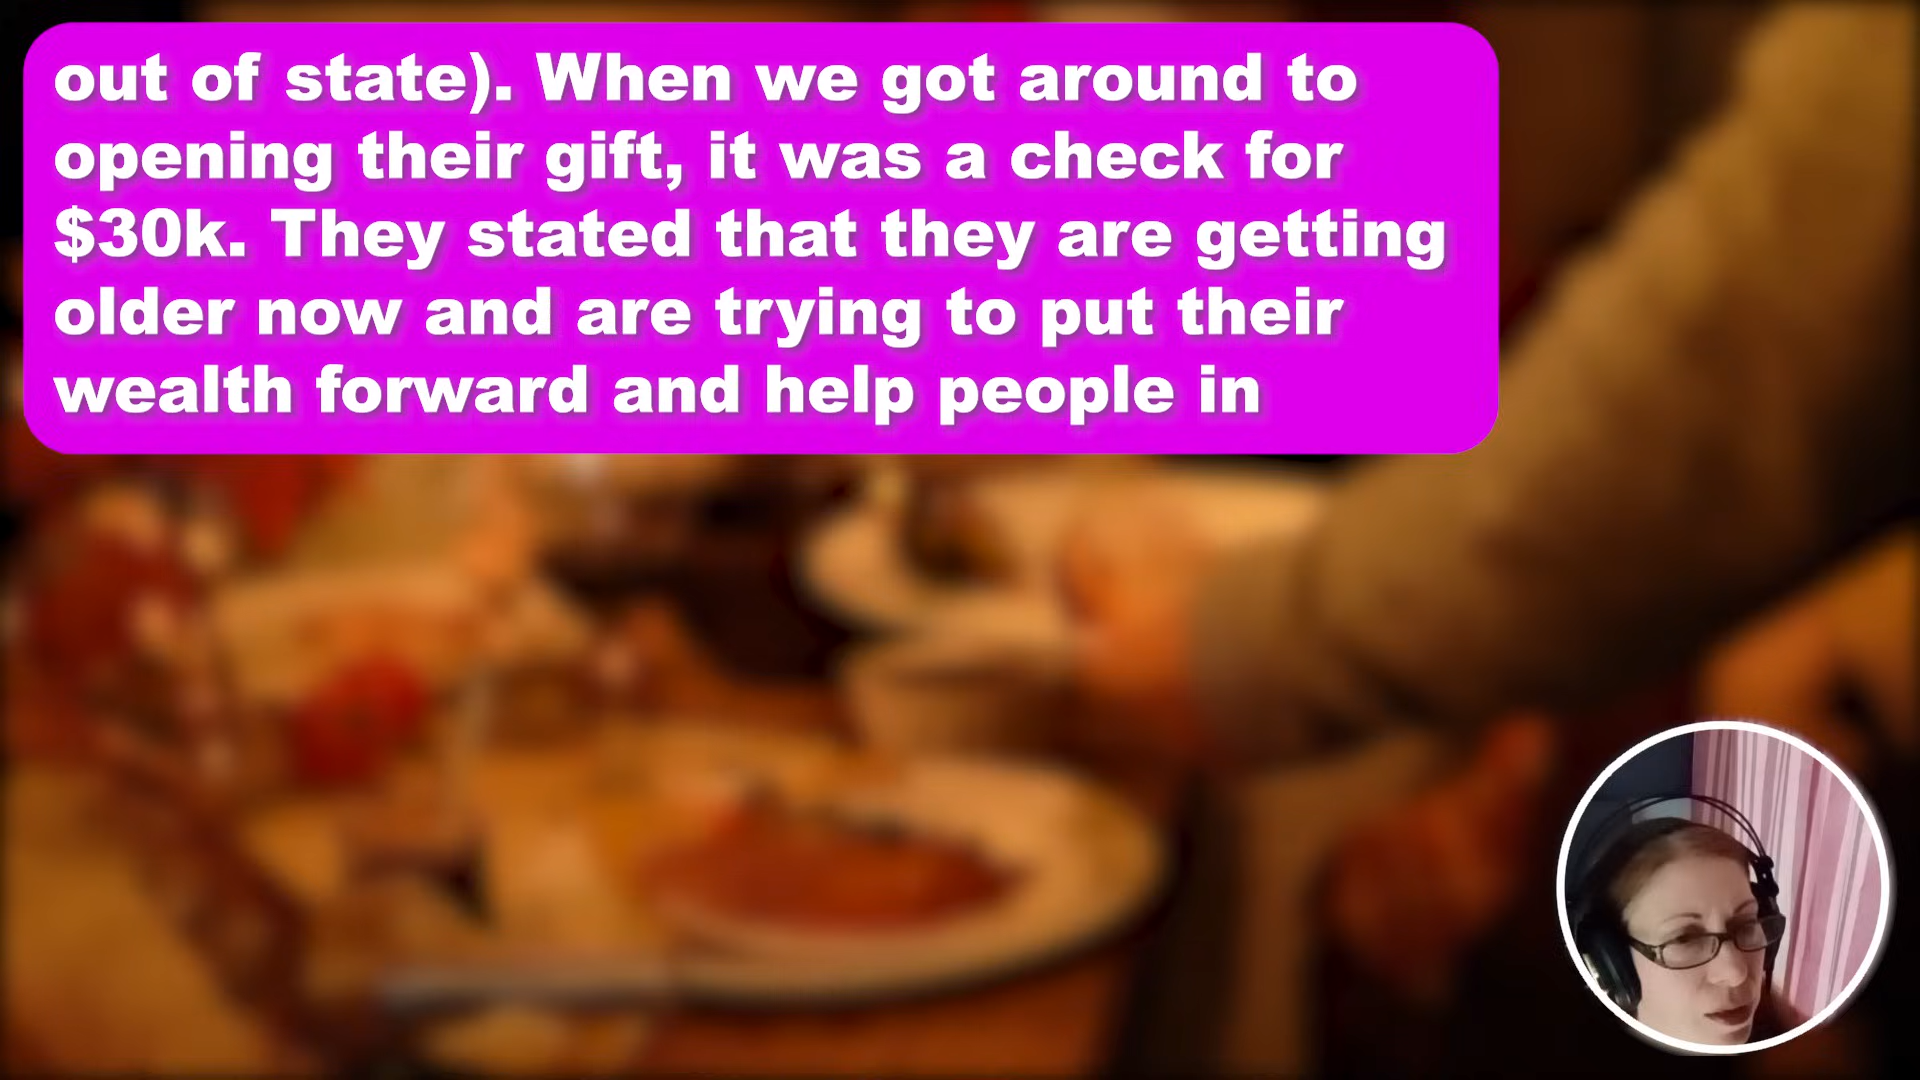 out of state). When we got around to
opening their gift, it was a check for
$30k. They stated that they are getting
older now and are trying to put their
wealth forward and help people in